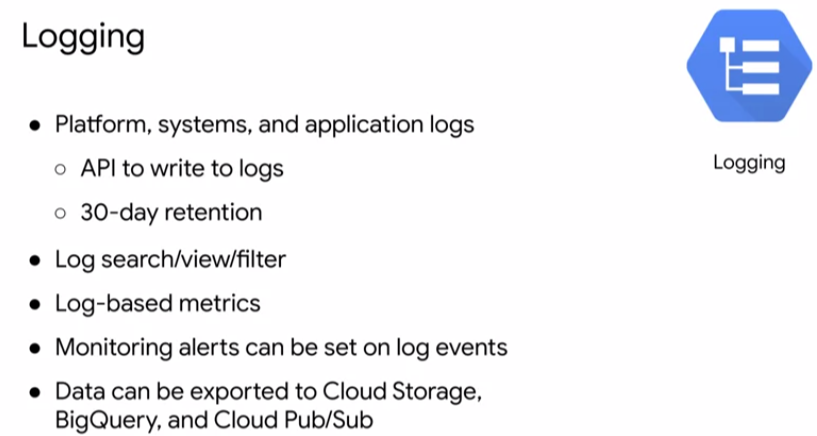 Logging
● Platform, systems, and application logs
○ API to write to logs
○ 30-day retention
● Log search/view/filter
● Log-based metrics
● Monitoring alerts can be set on log events
● Data can be exported to Cloud Storage,
BigQuery, and Cloud Pub/Sub
Logging